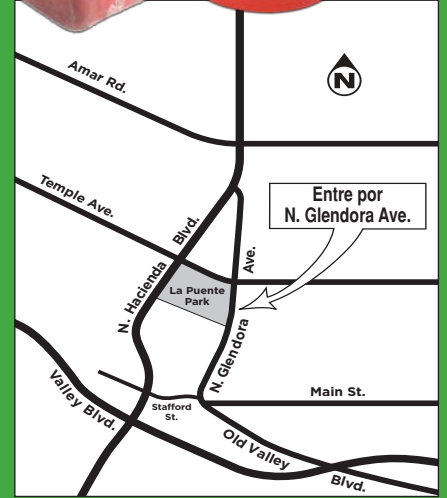 Amar Rd.
N
Temple Ave.
Entre por
N. Glendora Ave.
N. Hacienda Blvd.
La Puente
Park
N. Glendora Ave.
Valley Blvd.
Stafford
St.
Main St.
Old Valley Blvd.